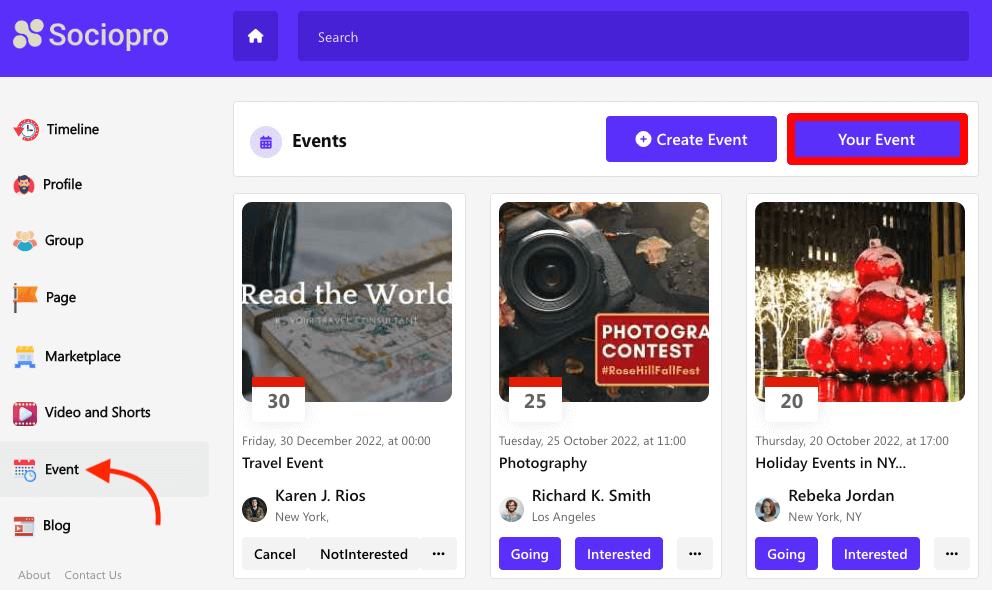 Sociopro
Search
Timeline
Profile
Group
Page
Marketplace
Video and Shorts
Event
Blog
About Contact Us
Events
Create Event
Your Event
Read the World
YOUR TRAVEL CONSULTANT
30
Friday, 30 December 2022, at 00:00
Travel Event
Karen J. Rios
New York,
Cancel NotInterested ...
PHOTOGRA
CONTEST
#RoseHillFallFest
25
Tuesday, 25 October 2022, at 11:00
Photography
Richard K. Smith
Los Angeles
Going Interested ...
20
Thursday, 20 October 2022, at 17:00
Holiday Events in NY...
Rebeka Jordan
New York, NY
Going Interested ...